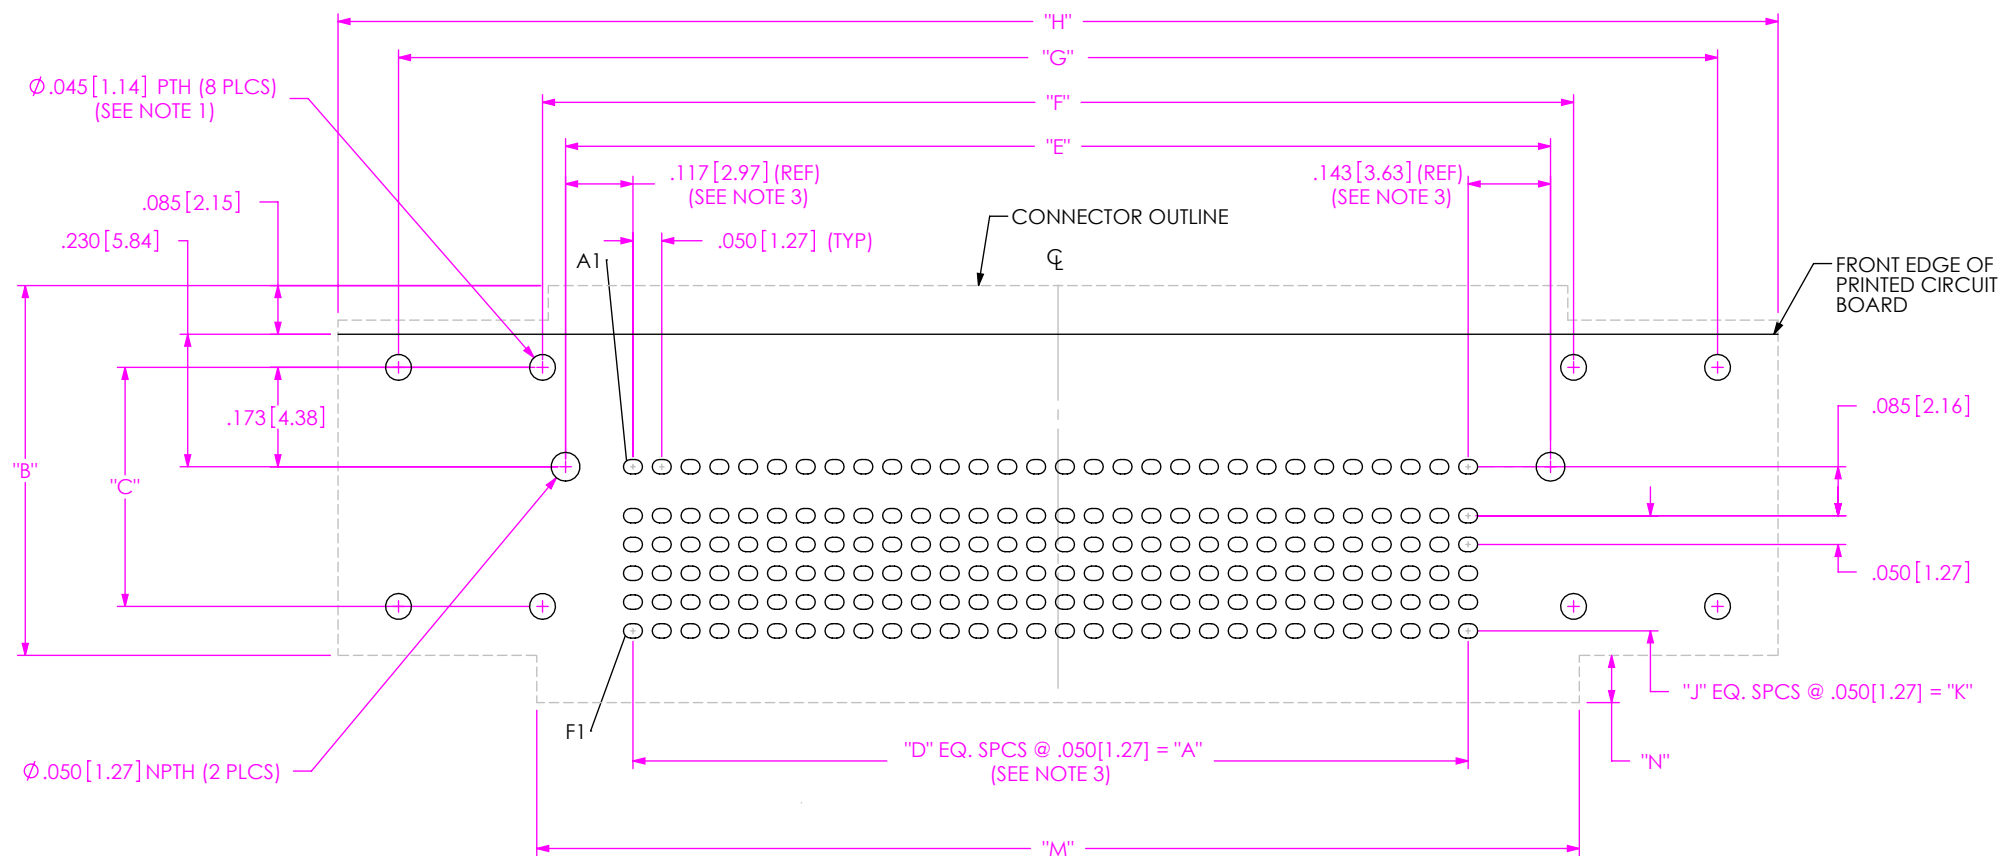 "H"
"G"
Ø.045[1.14] PTH (8 PLCS)
(SEE NOTE 1)
"F"
"E"
.117[2.97] (REF)
(SEE NOTE 3)
.143[3.63] (REF)
(SEE NOTE 3)
.085[2.15]
CONNECTOR OUTLINE
.230[5.84]
.050[1.27] (TYP)
A1
℄
FRONT EDGE OF
PRINTED CIRCUIT
BOARD
.173[4.38]
.085[2.16]
"B"
"C"
.050[1.27]
"J" EQ. SPCS @ .050[1.27] = "K"
F1
"D" EQ. SPCS @ .050[1.27] = "A"
(SEE NOTE 3)
"N"
Ø.050[1.27] NPTH (2 PLCS)
"M"